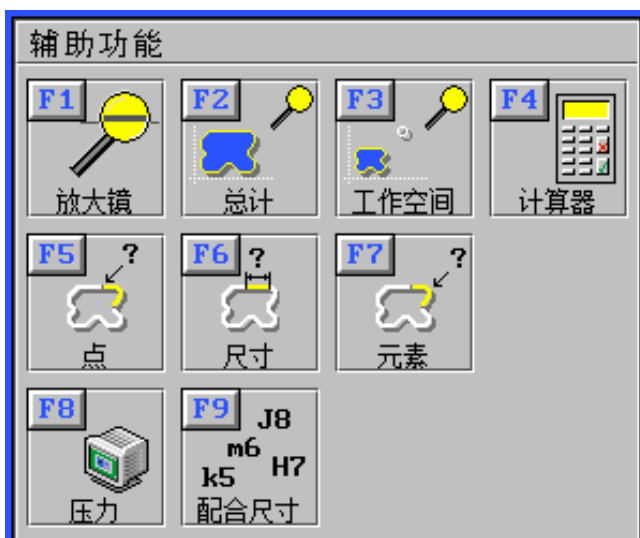 辅助功能
F1 F2 F3 F4
放大镜 总计 工作空间 计算器
F5 ? F6 ? F7 ?
点 尺寸 元素
F8 F9 J8
m6
k5 H7
压力 配合尺寸